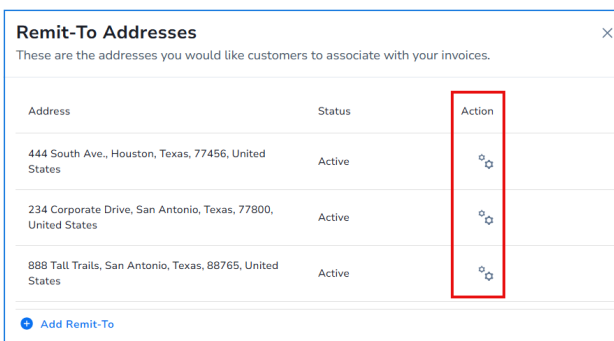 Remit-To Addresses
These are the addresses you would like customers to associate with your invoices.
Address Status Action
444 South Ave., Houston, Texas, 77456, United
States
Active
234 Corporate Drive, San Antonio, Texas, 77800,
United States
Active
888 Tall Trails, San Antonio, Texas, 88765, United
States
Active
Add Remit-To